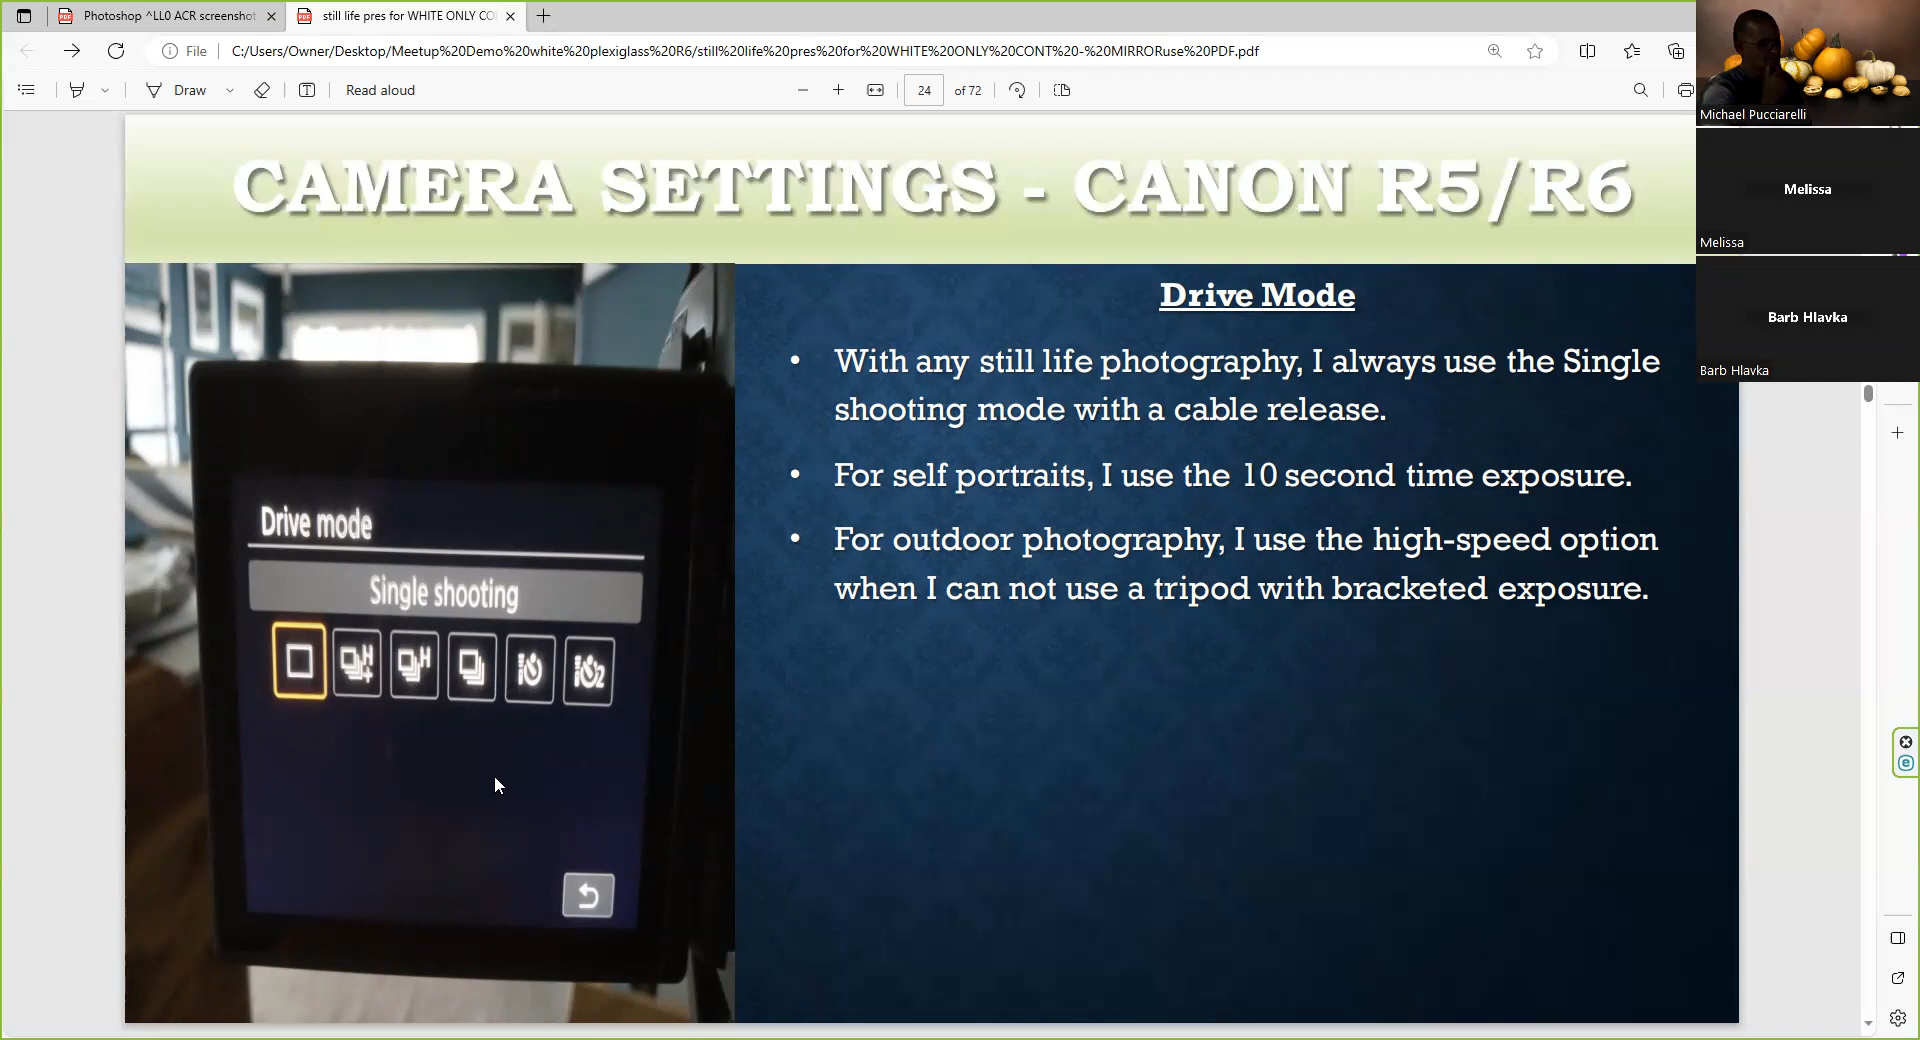 Photoshop ^LL0 ACR screenshot
still life pres for WHITE ONLY CO
File
C:/Users/Owner/Desktop/Meetup%20Demo%20white%20plexiglass%20R6/still%20life%20pres%20for%20WHITE%20ONLY%20CONT%20-%20MIRRORuse%20PDF.pdf
Draw
Read aloud
24
of 72
CAMERA SETTINGS - CANON R5/R6
Drive Mode
• With any still life photography, I always use the Single
shooting mode with a cable release.
• For self portraits, I use the 10 second time exposure.
• For outdoor photography, I use the high-speed option
when I can not use a tripod with bracketed exposure.
Drive mode
Single shooting
H+
H
2
Michael Pucciarelli
Melissa
Melissa
Barb Hlavka
Barb Hlavka